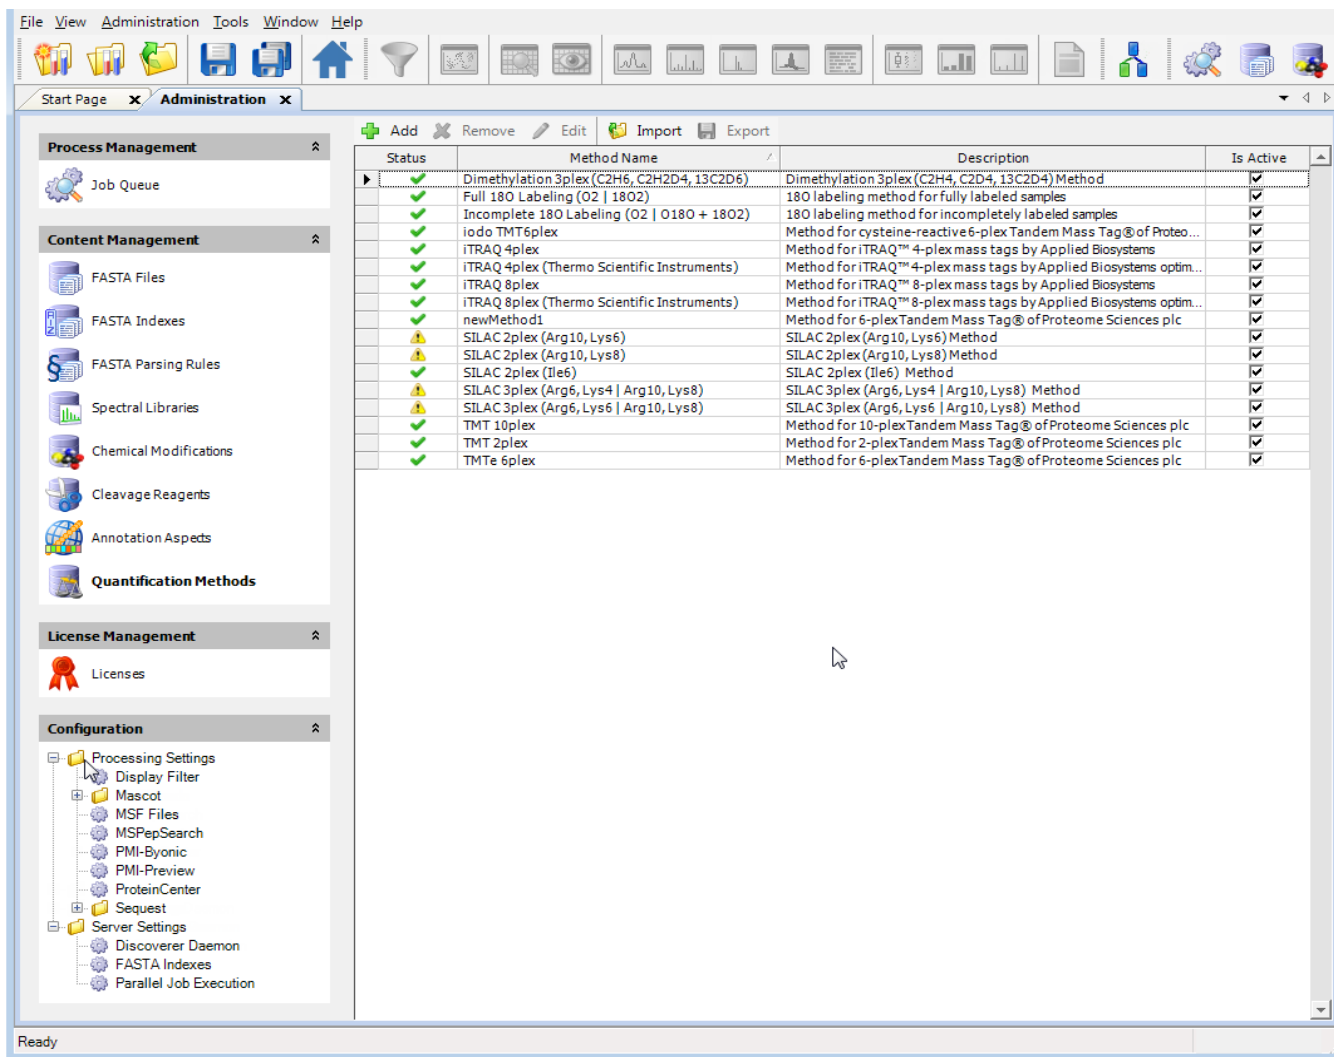 File View Administration Tools Window Help
Start Page x Administration x
Process Management
Job Queue
Content Management
FASTA Files
FASTA Indexes
FASTA Parsing Rules
Spectral Libraries
Chemical Modifications
Cleavage Reagents
Annotation Aspects
Quantification Methods
License Management
Licenses
Configuration
Processing Settings
Display Filter
Mascot
MSF Files
MSPepSearch
PMI-Byonic
PMI-Preview
ProteinCenter
Sequest
Server Settings
Discoverer Daemon
FASTA Indexes
Parallel Job Execution
Add Remove Edit Import Export
Status Method Name Description Is Active
Dimethylation 3plex (C2H6, C2H2D4, 13C2D6) Dimethylation 3plex (C2H4, C2D4, 13C2D4) Method
Full 18O Labeling (O2 | 18O2) 18O labeling method for fully labeled samples
Incomplete 18O Labeling (O2 | O18O + 18O2) 18O labeling method for incompletely labeled samples
iodo TMT6plex Method for cysteine-reactive 6-plex Tandem Mass Tag® of Proteo...
iTRAQ 4plex Method for iTRAQ™ 4-plex mass tags by Applied Biosystems
iTRAQ 4plex (Thermo Scientific Instruments) Method for iTRAQ™ 4-plex mass tags by Applied Biosystems optim...
iTRAQ 8plex Method for iTRAQ™ 8-plex mass tags by Applied Biosystems
iTRAQ 8plex (Thermo Scientific Instruments) Method for iTRAQ™ 8-plex mass tags by Applied Biosystems optim...
newMethod1 Method for 6-plex Tandem Mass Tag® of Proteome Sciences plc
SILAC 2plex (Arg10, Lys6) SILAC 2plex (Arg10, Lys6) Method
SILAC 2plex (Arg10, Lys8) SILAC 2plex (Arg10, Lys8) Method
SILAC 2plex (Ile6) SILAC 2plex (Ile6) Method
SILAC 3plex (Arg6, Lys4 | Arg10, Lys8) SILAC 3plex (Arg6, Lys4 | Arg10, Lys8) Method
SILAC 3plex (Arg6, Lys6 | Arg10, Lys8) SILAC 3plex (Arg6, Lys6 | Arg10, Lys8) Method
TMT 10plex Method for 10-plex Tandem Mass Tag® of Proteome Sciences plc
TMT 2plex Method for 2-plex Tandem Mass Tag® of Proteome Sciences plc
TMTe 6plex Method for 6-plex Tandem Mass Tag® of Proteome Sciences plc
Ready